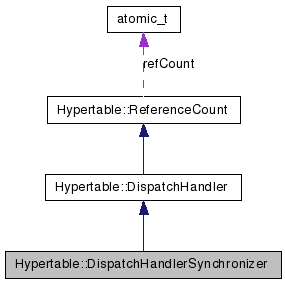 atomic_t
refCount
Hypertable::ReferenceCount
Hypertable::DispatchHandler
Hypertable::DispatchHandlerSynchronizer